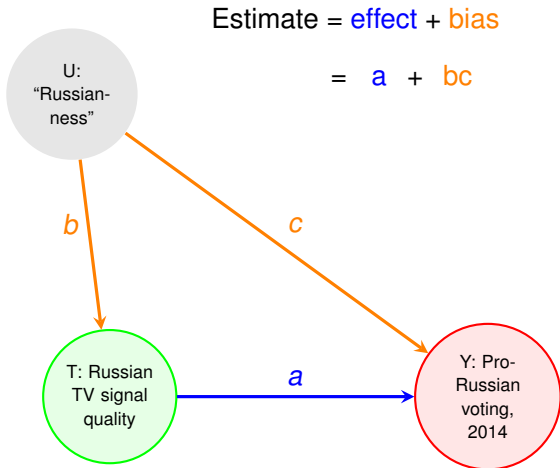 Estimate = effect + bias
= a + bc
U:
“Russian-
ness”
b
c
T: Russian
TV signal
quality
a
Y: Pro-
Russian
voting,
2014